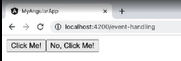 MyAngularApp
localhost:4200/event-handling
Click Me! No, Click Me!